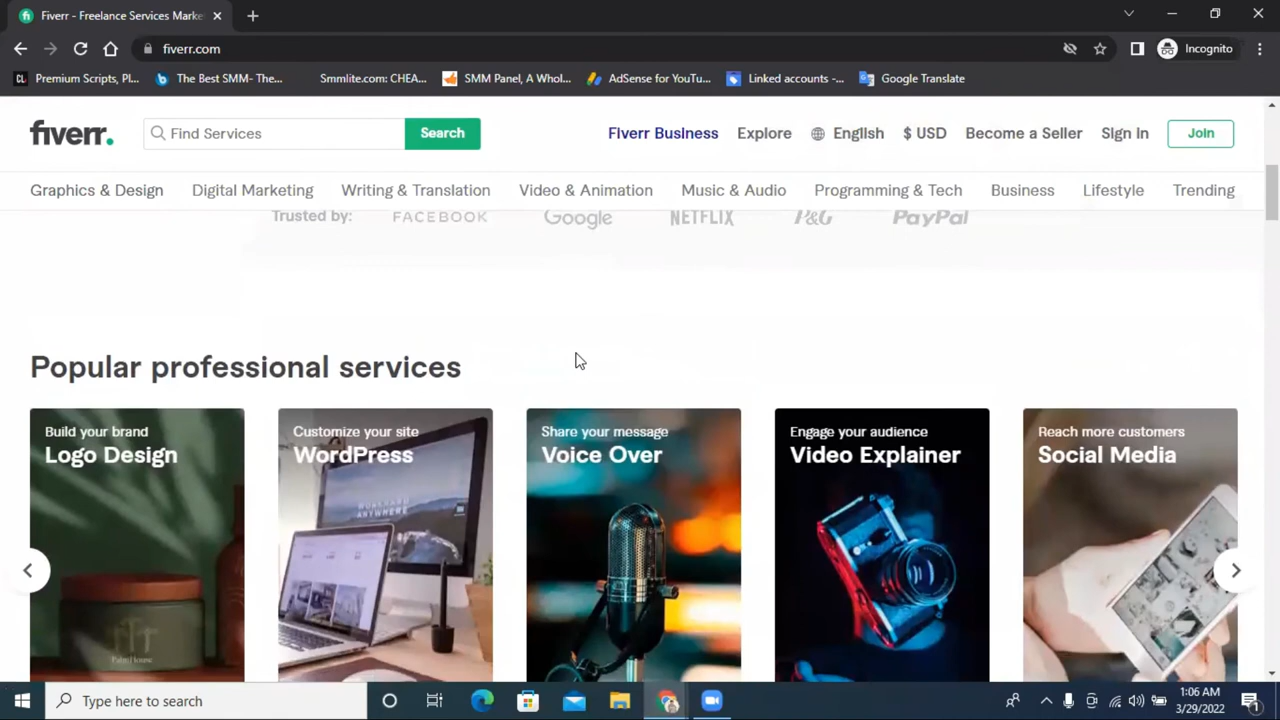 Fiverr - Freelance Services Marke
fiverr.com
Incognito
Premium Scripts, Pl...
The Best SMM- The...
Smmlite.com: CHEA...
SMM Panel, A Whol...
AdSense for YouTu...
Linked accounts -...
Google Translate
fiverr.
Find Services
Search
Fiverr Business
Explore
English
$ USD
Become a Seller
Sign In
Join
Graphics & Design
Digital Marketing
Writing & Translation
Video & Animation
Music & Audio
Programming & Tech
Business
Lifestyle
Trending
Trusted by:
FACEBOOK
Google
NETFLIX
P&G
PayPal
Popular professional services
Build your brand
Logo Design
Customize your site
WordPress
Share your message
Voice Over
Engage your audience
Video Explainer
Reach more customers
Social Media
WORK HARD
ANYWHERE
Type here to search
1:06 AM
3/29/2022